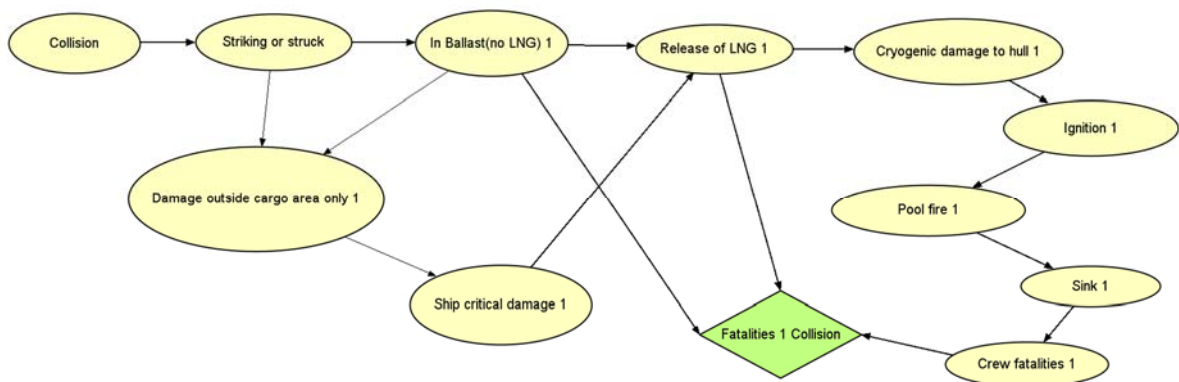 Collision
Striking or struck
In Ballast(no LNG) 1
Release of LNG 1
Cryogenic damage to hull 1
Ignition 1
Damage outside cargo area only 1
Pool fire 1
Ship critical damage 1
Sink 1
Fatalities 1 Collision
Crew fatalities 1